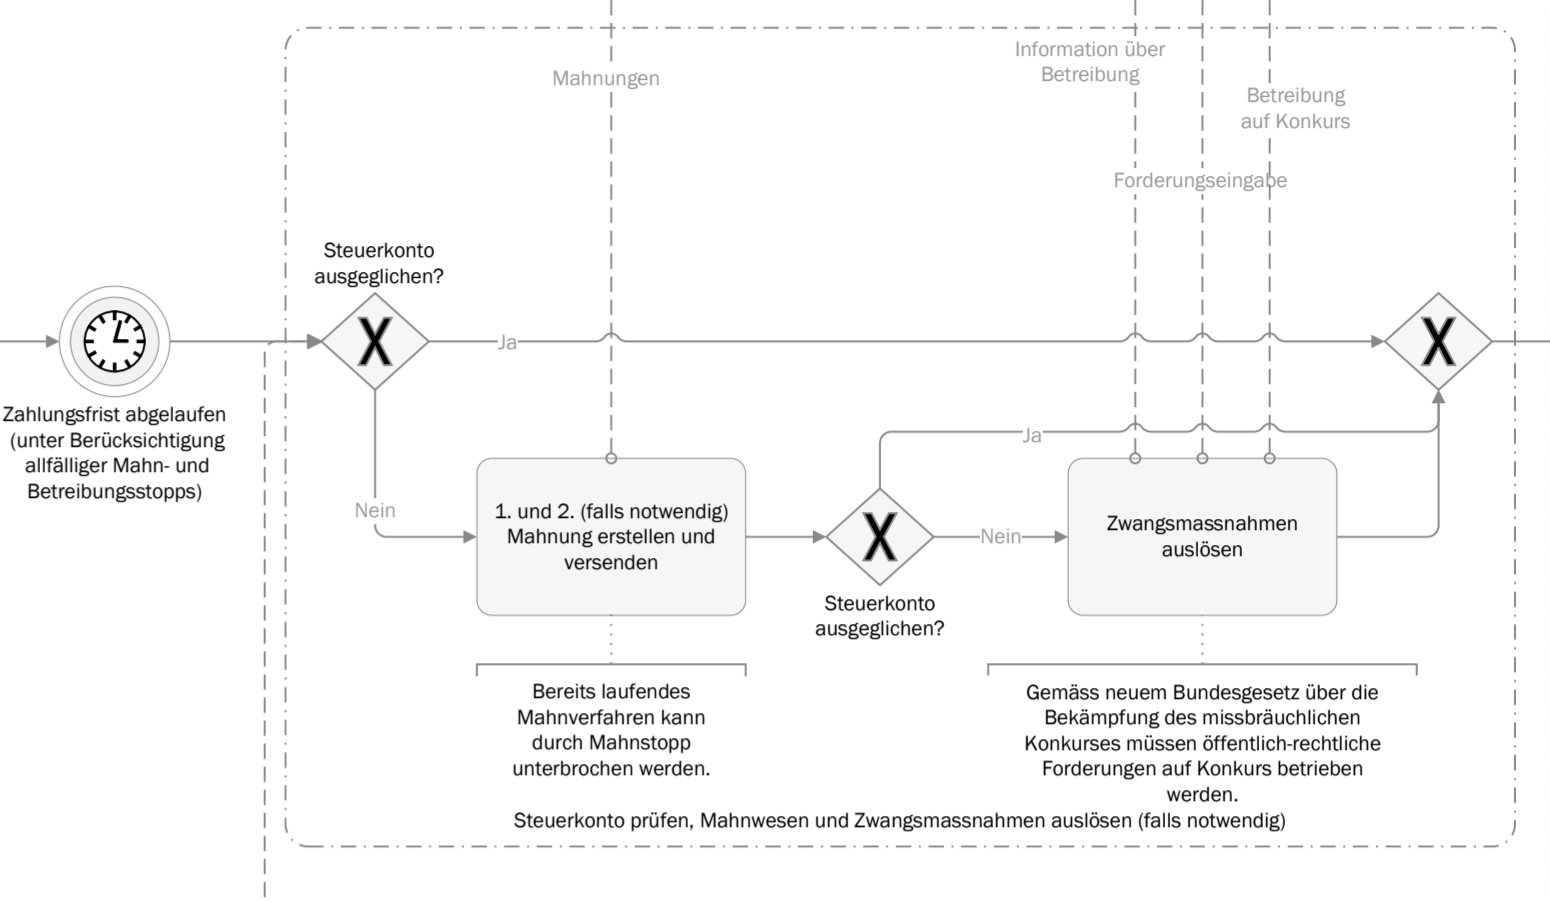 Information über
Betreibung
Mahnungen
Betreibung
auf Konkurs
Forderungseingabe
Steuerkonto
ausgeglichen?
Ja
Zahlungsfrist abgelaufen
(unter Berücksichtigung
allfälliger Mahn- und
Betreibungsstopps)
Ja
Nein
1. und 2. (falls notwendig)
Mahnung erstellen und
versenden
Nein
Zwangsmassnahmen
auslösen
Steuerkonto
ausgeglichen?
Bereits laufendes
Mahnverfahren kann
durch Mahnstopp
unterbrochen werden.
Gemäss neuem Bundesgesetz über die
Bekämpfung des missbräuchlichen
Konkurses müssen öffentlich-rechtliche
Forderungen auf Konkurs betrieben
werden.
Steuerkonto prüfen, Mahnwesen und Zwangsmassnahmen auslösen (falls notwendig)